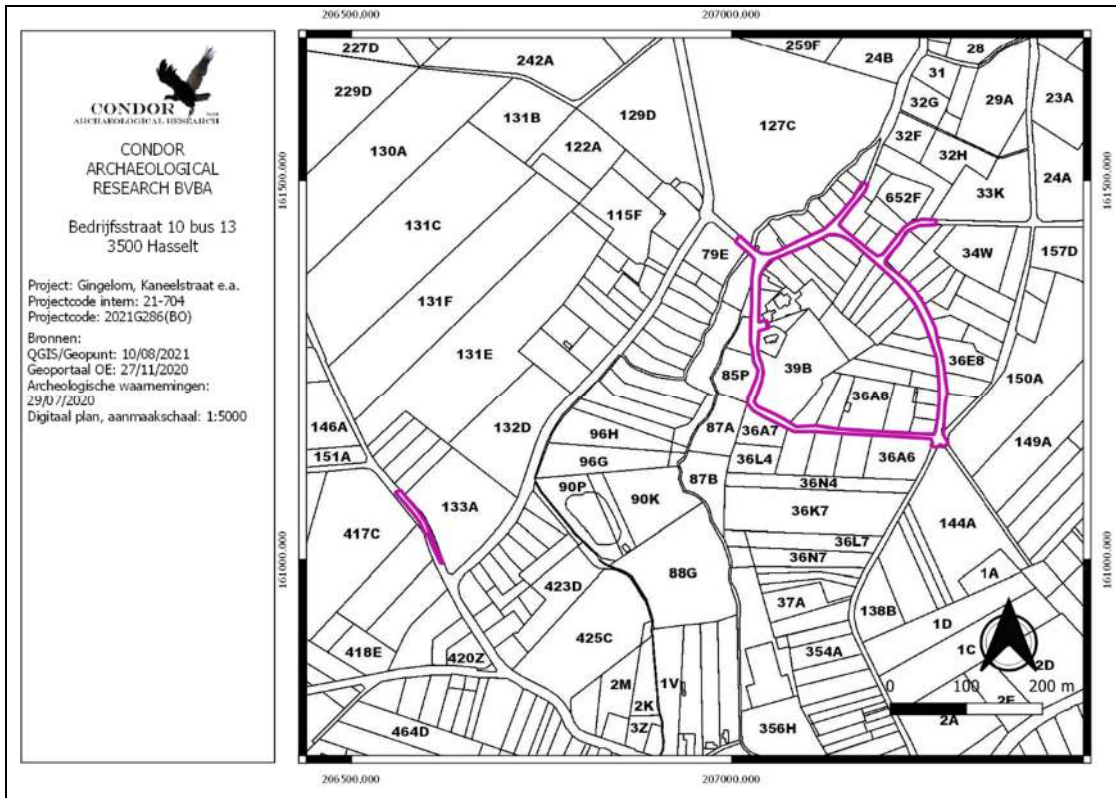 CONDOR
ARCHAEOLOGICAL RESEARCH
CONDOR
ARCHAEOLOGICAL
RESEARCH BVBA
Bedrijfsstraat 10 bus 13
3500 Hasselt
Project: Gingelom, Kaneelstraat e.a.
Projectcode intern: 21-704
Projectcode: 2021G286(BO)
Bronnen:
QGIS/Geopunt: 10/08/2021
Geoportaal OE: 27/11/2020
Archeologische waarnemingen:
29/07/2020
Digitaal plan, aanmaakschaal: 1:5000
206500,000 207000,000
227D 242A 259F 24B 28
31
229D 32G 29A 23A
131B 129D 127C
130A 122A 32F
32H
24A
33K
161500,000 161500,000
652F
131C 115F
79E 34W 157D
131F
131E 36E8
85P 39B 150A
36A8
146A 132D 87A 36A7 149A
151A 96H
96G 36L4 36A6
90P 90K 87B 36N4
133A 36K7
417C 144A
36L7
36N7
161000,000 161000,000
423D 88G 37A 1A
138B
1D
425C 354A
418E 1C
420Z 2D
2M 1V 0 100 200 m
2K 2E
3Z 2A
464D 356H
206500,000 207000,000